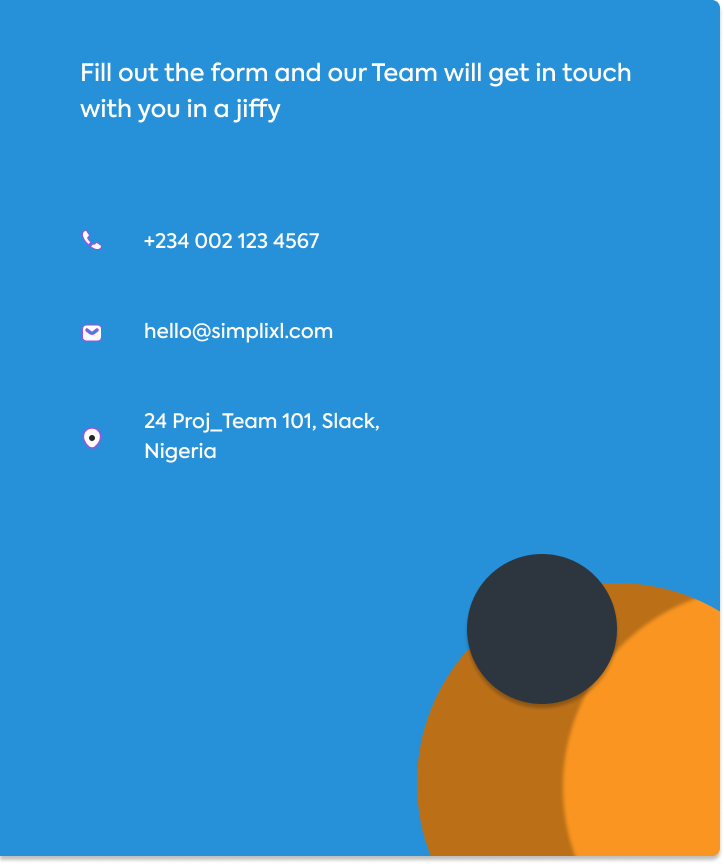 Fill out the form and our Team will get in touch
with you in a jiffy
+234 002 123 4567
hello@simplixl.com
24 Proj_Team 101, Slack,
Nigeria